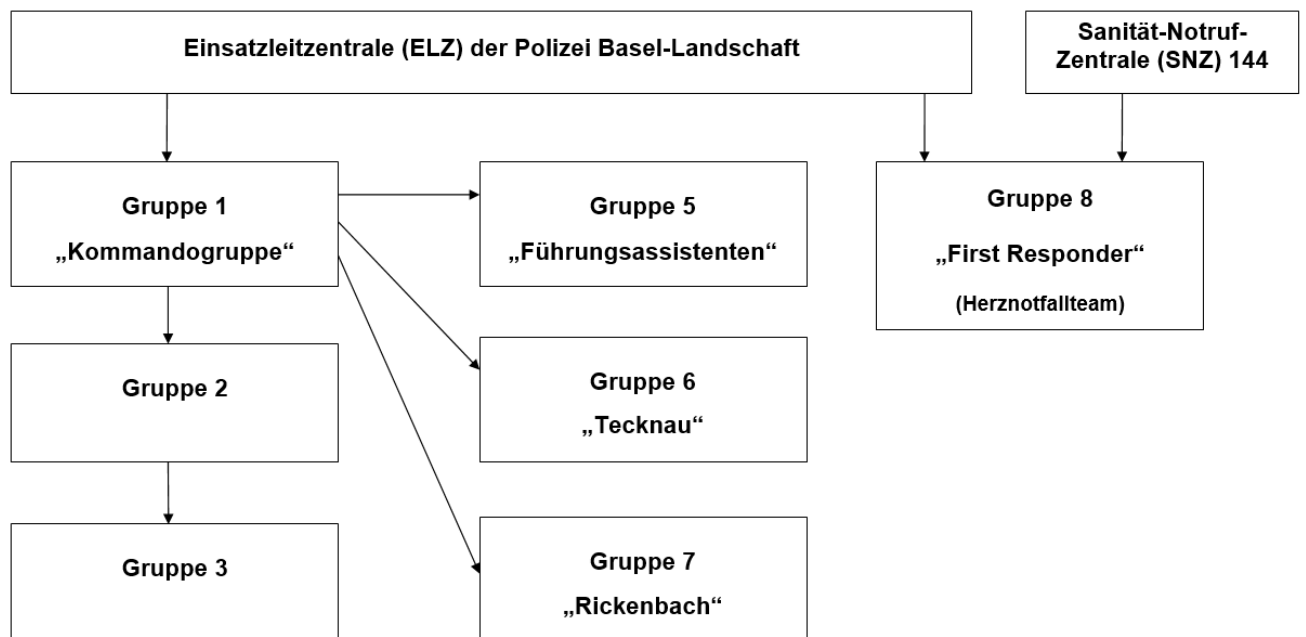 Einsatzleitzentrale (ELZ) der Polizei Basel-Landschaft
Sanität-Notruf-
Zentrale (SNZ) 144
Gruppe 1
„Kommandogruppe“
Gruppe 5
„Führungsassistenten“
Gruppe 8
„First Responder“
(Herznotfallteam)
Gruppe 2
Gruppe 6
„Tecknau“
Gruppe 3
Gruppe 7
„Rickenbach“